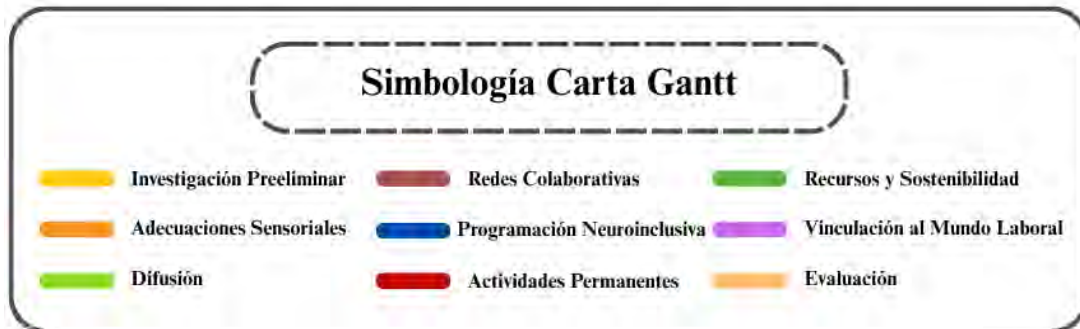 Simbología Carta Gantt
Investigación Preeliminar
Redes Colaborativas
Recursos y Sostenibilidad
Adecuaciones Sensoriales
Programación Neuroinclusiva
Vinculación al Mundo Laboral
Difusión
Actividades Permanentes
Evaluación